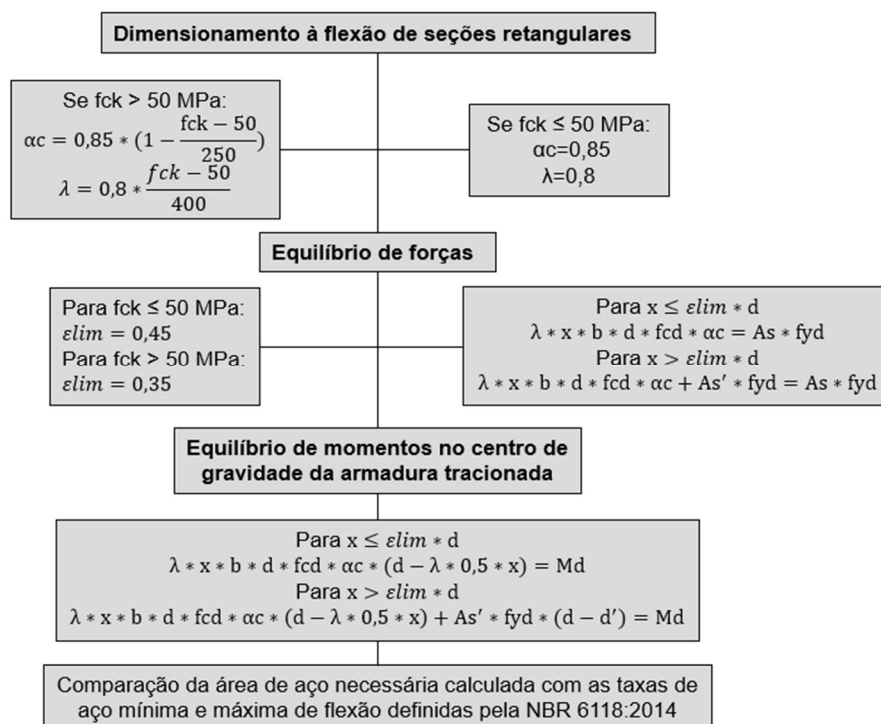 Dimensionamento à flexão de seções retangulares
Se fck > 50 MPa:
αc = 0,85 ∗ (1 − (fck − 50)/250)
λ = 0,8 ∗ (fck − 50)/400
Se fck ≤ 50 MPa:
αc=0,85
λ=0,8
Equilíbrio de forças
Para fck ≤ 50 MPa:
εlim = 0,45
Para fck > 50 MPa:
εlim = 0,35
Para x ≤ εlim ∗ d
λ ∗ x ∗ b ∗ d ∗ fcd ∗ αc = As ∗ fyd
Para x > εlim ∗ d
λ ∗ x ∗ b ∗ d ∗ fcd ∗ αc + As′ ∗ fyd = As ∗ fyd
Equilíbrio de momentos no centro de
gravidade da armadura tracionada
Para x ≤ εlim ∗ d
λ ∗ x ∗ b ∗ d ∗ fcd ∗ αc ∗ (d − λ ∗ 0,5 ∗ x) = Md
Para x > εlim ∗ d
λ ∗ x ∗ b ∗ d ∗ fcd ∗ αc ∗ (d − λ ∗ 0,5 ∗ x) + As′ ∗ fyd ∗ (d − d′) = Md
Comparação da área de aço necessária calculada com as taxas de
aço mínima e máxima de flexão definidas pela NBR 6118:2014